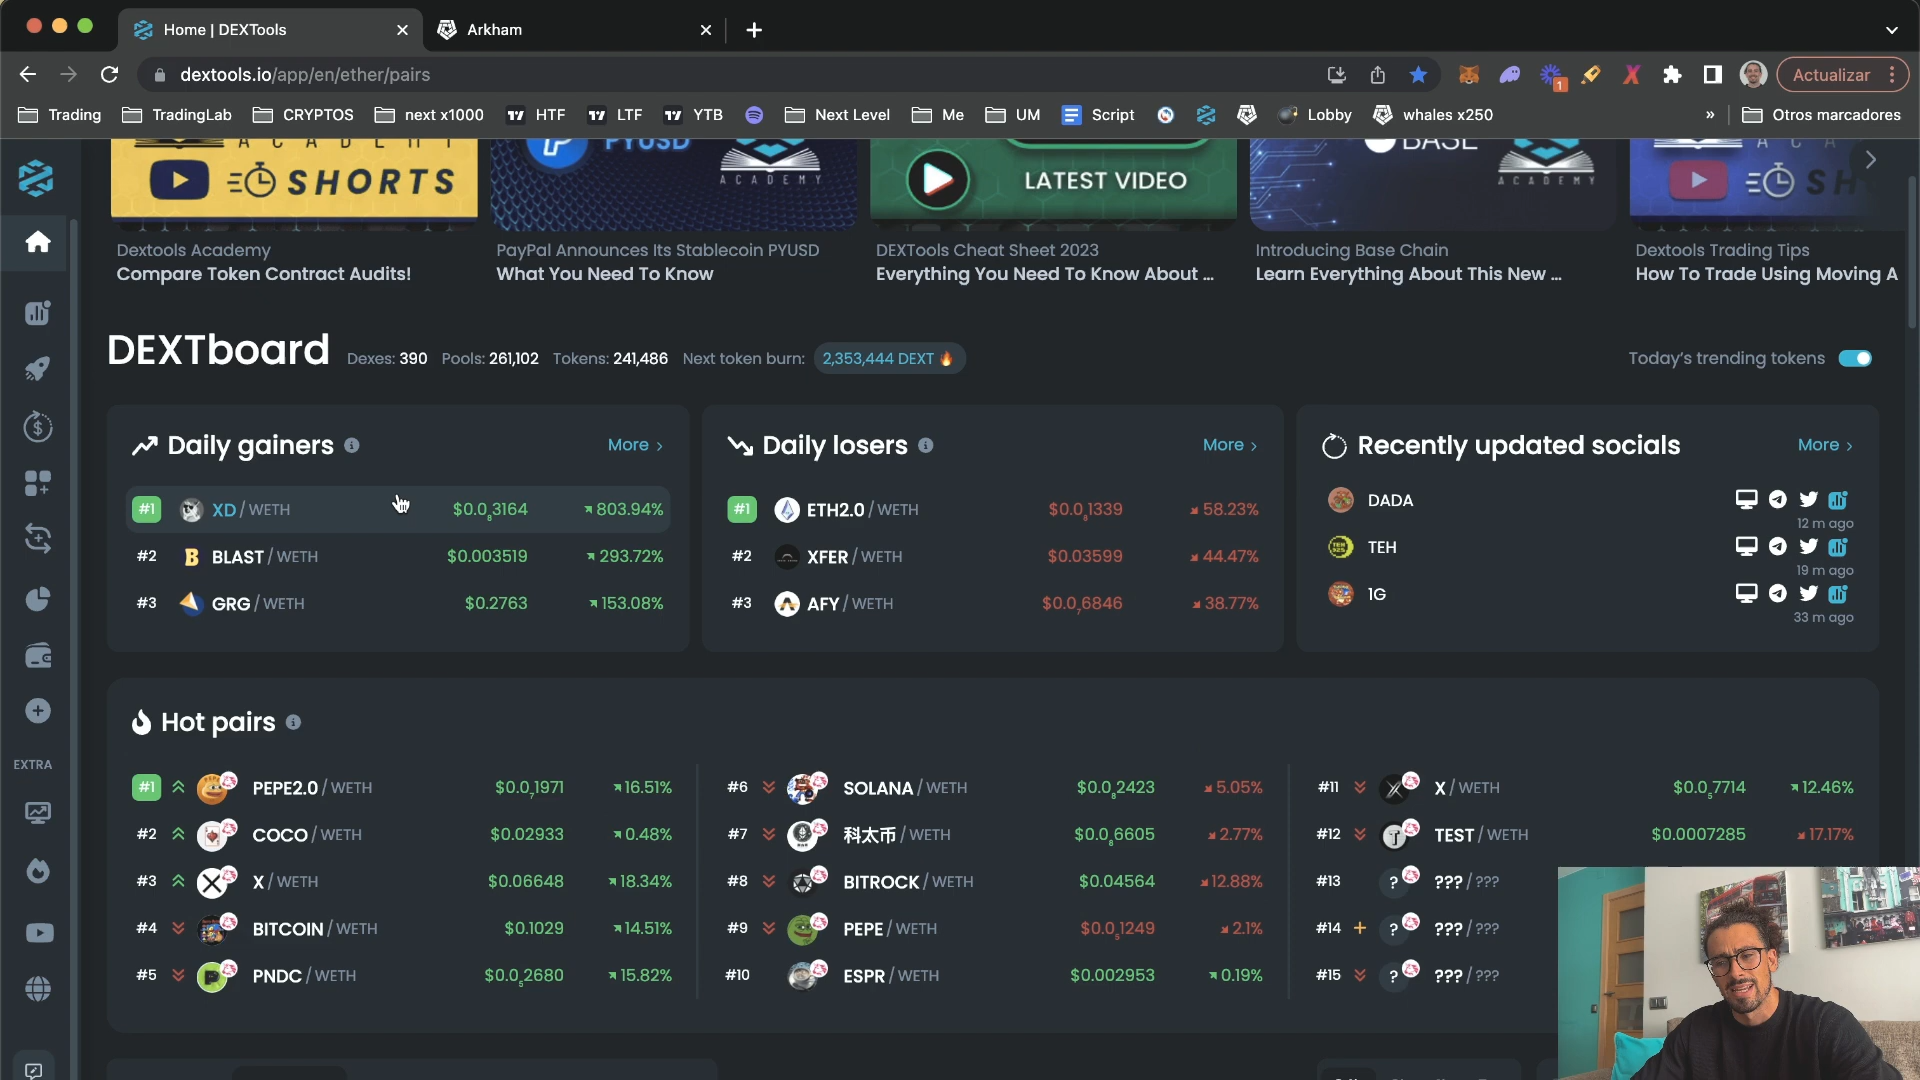 Home | DEXTools
Arkham
dextools.io/app/en/ether/pairs
1
Actualizar
Trading
TradingLab
CRYPTOS
next x1000
HTF
LTF
YTB
Next Level
Me
UM
Script
Lobby
whales x250
»
Otros marcadores
SHORTS
PYUSD
ACADEMY
LATEST VIDEO
BASE
ACADEMY
Dextools Academy
Compare Token Contract Audits!
PayPal Announces Its Stablecoin PYUSD
What You Need To Know
DEXTools Cheat Sheet 2023
Everything You Need To Know About ...
Introducing Base Chain
Learn Everything About This New ...
Dextools Trading Tips
How To Trade Using Moving A
DEXTboard
Dexes: 390 Pools: 261,102 Tokens: 241,486 Next token burn: 2,353,444 DEXT 🔥
Today's trending tokens
Daily gainers
More >
#1 XD / WETH $0.0₈3164 803.94%
#2 BLAST / WETH $0.003519 293.72%
#3 GRG / WETH $0.2763 153.08%
Daily losers
More >
#1 ETH2.0 / WETH $0.0₈1339 58.23%
#2 XFER / WETH $0.03599 44.47%
#3 AFY / WETH $0.0₇6846 38.77%
Recently updated socials
More >
DADA
12 m ago
TEH
19 m ago
1G
33 m ago
Hot pairs
#1 PEPE2.0 / WETH $0.0₇1971 16.51%
#2 COCO / WETH $0.02933 0.48%
#3 X / WETH $0.06648 18.34%
#4 BITCOIN / WETH $0.1029 14.51%
#5 PNDC / WETH $0.0₅2680 15.82%
#6 SOLANA / WETH $0.0₈2423 5.05%
#7 科太币 / WETH $0.0₈6605 2.77%
#8 BITROCK / WETH $0.04564 12.88%
#9 PEPE / WETH $0.0₅1249 2.1%
#10 ESPR / WETH $0.002953 0.19%
#11 X / WETH $0.0₅7714 12.46%
#12 TEST / WETH $0.0007285 17.17%
#13 ? ??? / ???
#14 ? ??? / ???
#15 ? ??? / ???
EXTRA